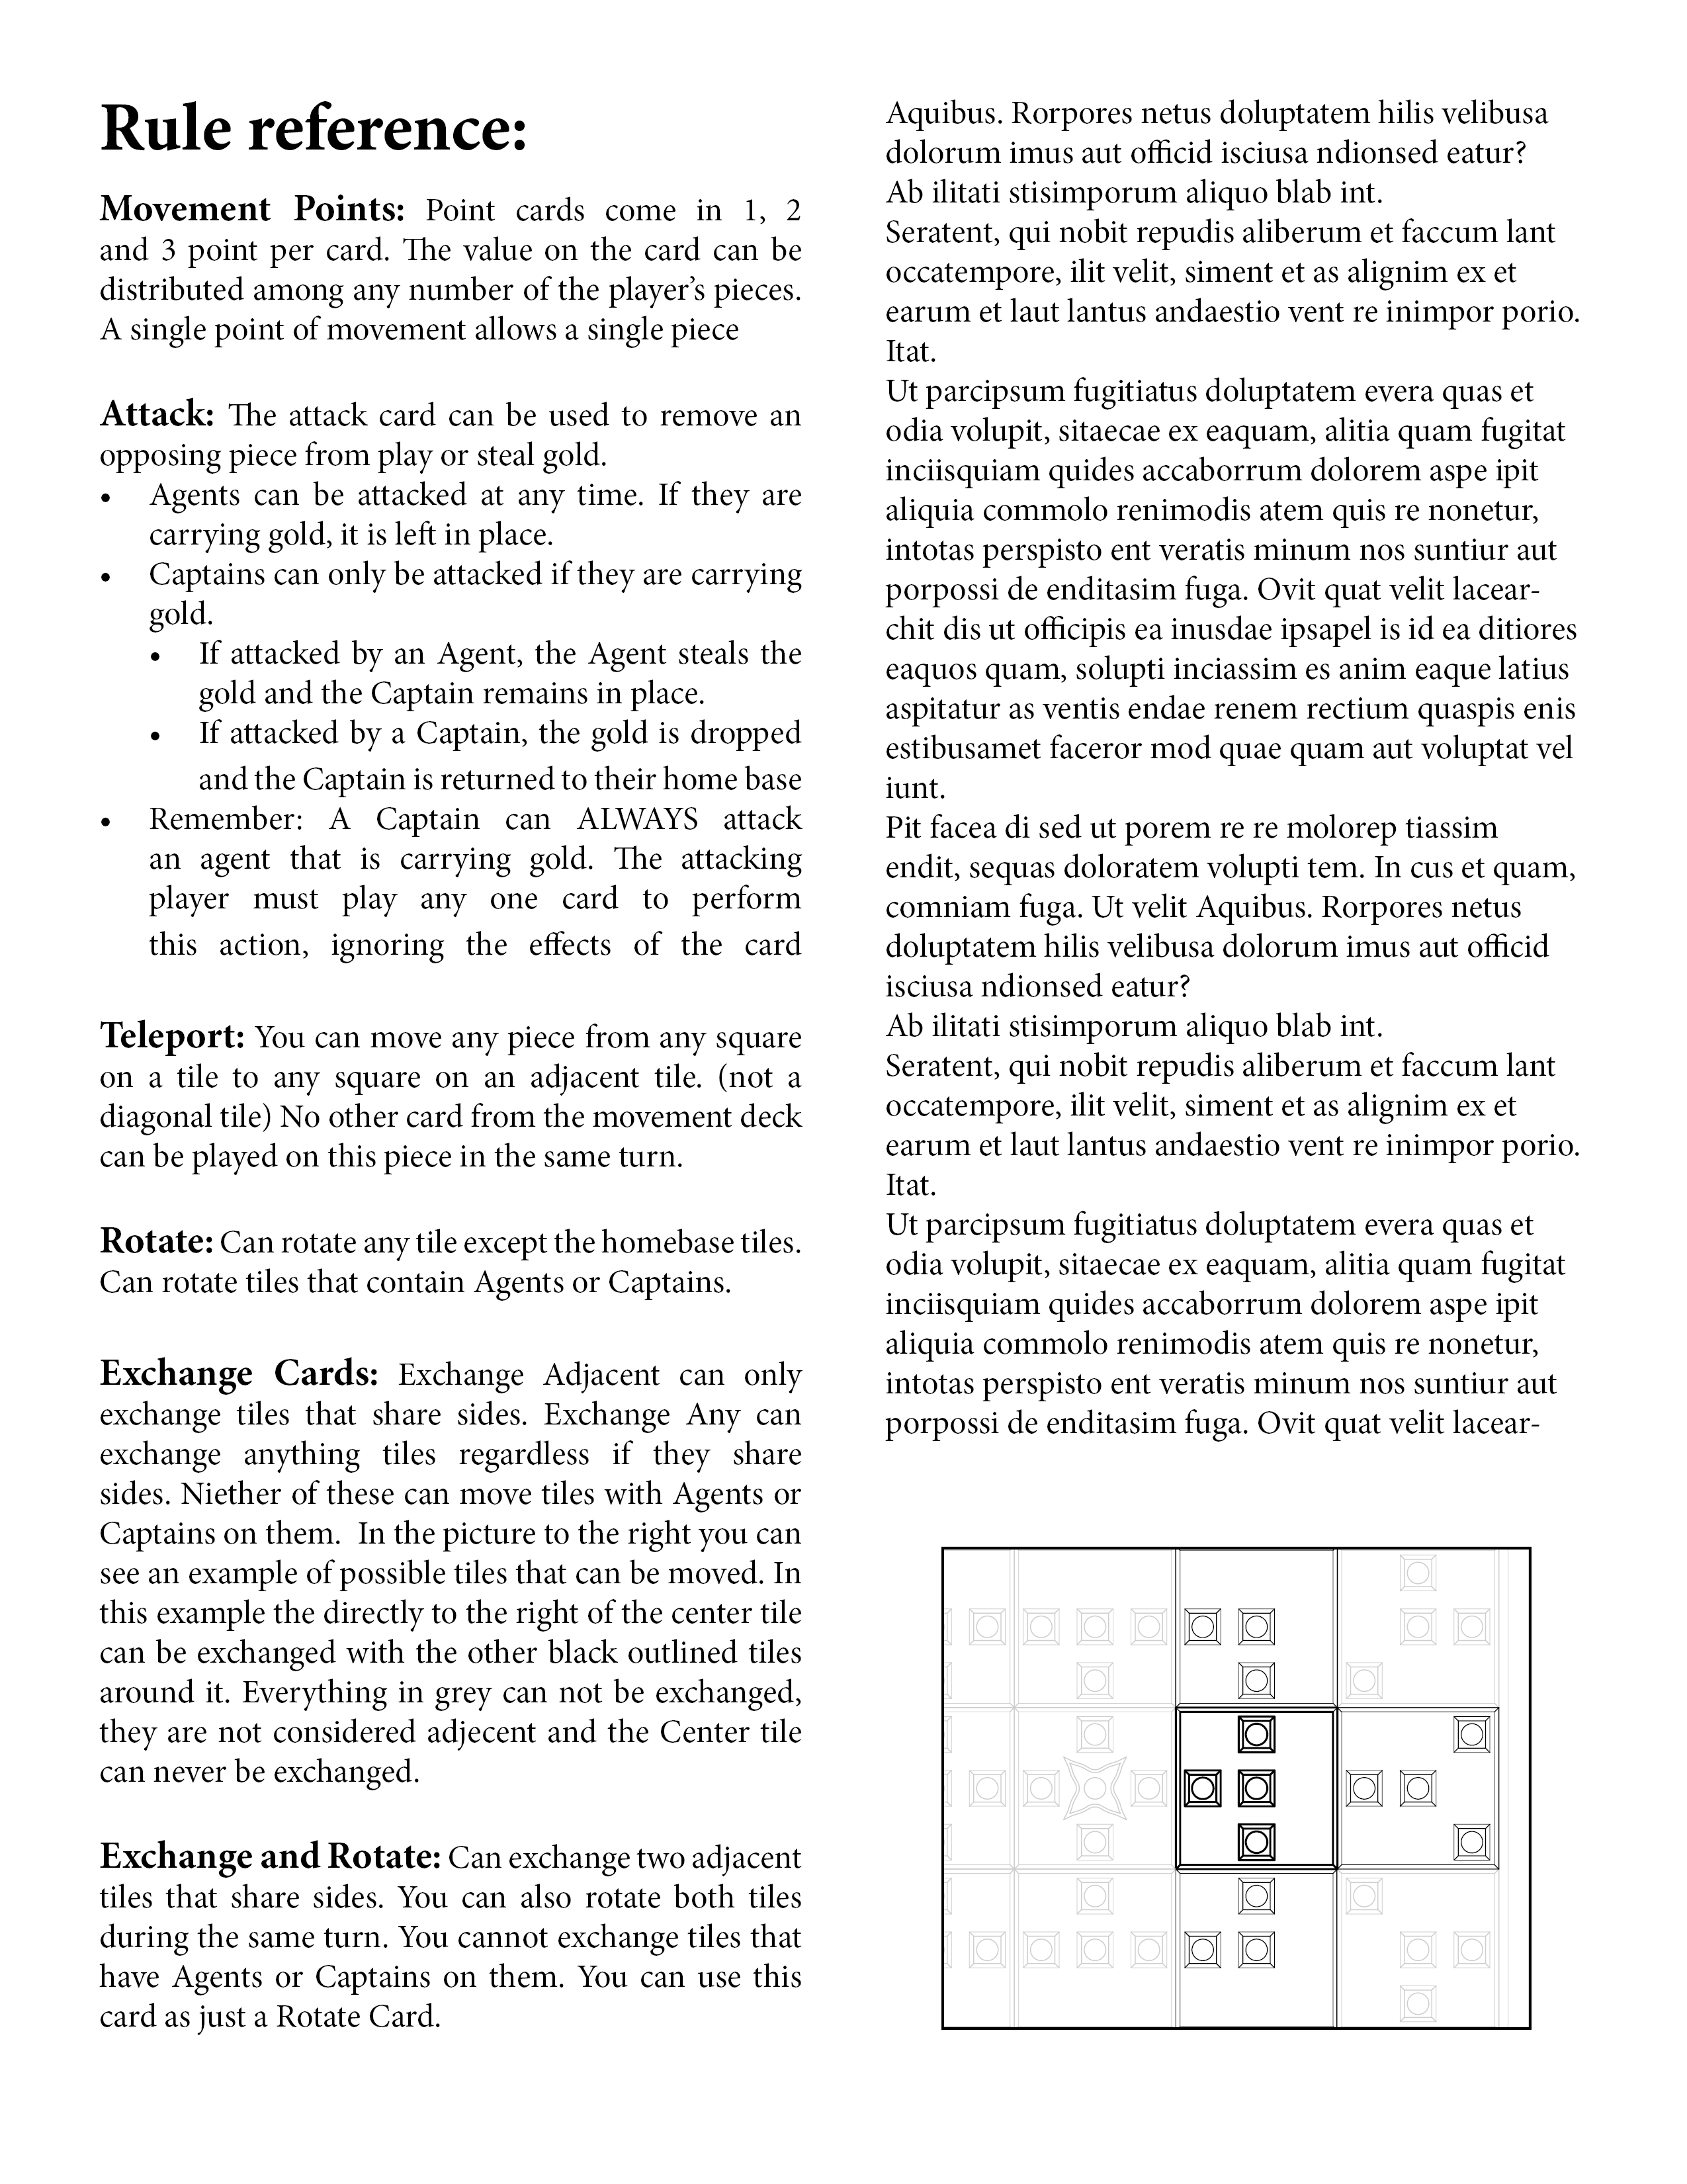 Rule reference:
Movement Points: Point cards come in 1, 2
and 3 point per card. The value on the card can be
distributed among any number of the player’s pieces.
A single point of movement allows a single piece
Attack: The attack card can be used to remove an
opposing piece from play or steal gold.
• Agents can be attacked at any time. If they are
carrying gold, it is left in place.
• Captains can only be attacked if they are carrying
gold.
• If attacked by an Agent, the Agent steals the
gold and the Captain remains in place.
• If attacked by a Captain, the gold is dropped
and the Captain is returned to their home base
• Remember: A Captain can ALWAYS attack
an agent that is carrying gold. The attacking
player must play any one card to perform
this action, ignoring the effects of the card
Teleport: You can move any piece from any square
on a tile to any square on an adjacent tile. (not a
diagonal tile) No other card from the movement deck
can be played on this piece in the same turn.
Rotate: Can rotate any tile except the homebase tiles.
Can rotate tiles that contain Agents or Captains.
Exchange Cards: Exchange Adjacent can only
exchange tiles that share sides. Exchange Any can
exchange anything tiles regardless if they share
sides. Niether of these can move tiles with Agents or
Captains on them.  In the picture to the right you can
see an example of possible tiles that can be moved. In
this example the directly to the right of the center tile
can be exchanged with the other black outlined tiles
around it. Everything in grey can not be exchanged,
they are not considered adjecent and the Center tile
can never be exchanged.
Exchange and Rotate: Can exchange two adjacent
tiles that share sides. You can also rotate both tiles
during the same turn. You cannot exchange tiles that
have Agents or Captains on them. You can use this
card as just a Rotate Card.
Aquibus. Rorpores netus doluptatem hilis velibusa
dolorum imus aut officid isciusa ndionsed eatur?
Ab ilitati stisimporum aliquo blab int.
Seratent, qui nobit repudis aliberum et faccum lant
occatempore, ilit velit, siment et as alignim ex et
earum et laut lantus andaestio vent re inimpor porio.
Itat.
Ut parcipsum fugitiatus doluptatem evera quas et
odia volupit, sitaecae ex eaquam, alitia quam fugitat
inciisquiam quides accaborrum dolorem aspe ipit
aliquia commolo renimodis atem quis re nonetur,
intotas perspisto ent veratis minum nos suntiur aut
porpossi de enditasim fuga. Ovit quat velit lacear-
chit dis ut officipis ea inusdae ipsapel is id ea ditiores
eaquos quam, solupti inciassim es anim eaque latius
aspitatur as ventis endae renem rectium quaspis enis
estibusamet faceror mod quae quam aut voluptat vel
iunt.
Pit facea di sed ut porem re re molorep tiassim
endit, sequas doloratem volupti tem. In cus et quam,
comniam fuga. Ut velit Aquibus. Rorpores netus
doluptatem hilis velibusa dolorum imus aut officid
isciusa ndionsed eatur?
Ab ilitati stisimporum aliquo blab int.
Seratent, qui nobit repudis aliberum et faccum lant
occatempore, ilit velit, siment et as alignim ex et
earum et laut lantus andaestio vent re inimpor porio.
Itat.
Ut parcipsum fugitiatus doluptatem evera quas et
odia volupit, sitaecae ex eaquam, alitia quam fugitat
inciisquiam quides accaborrum dolorem aspe ipit
aliquia commolo renimodis atem quis re nonetur,
intotas perspisto ent veratis minum nos suntiur aut
porpossi de enditasim fuga. Ovit quat velit lacear-